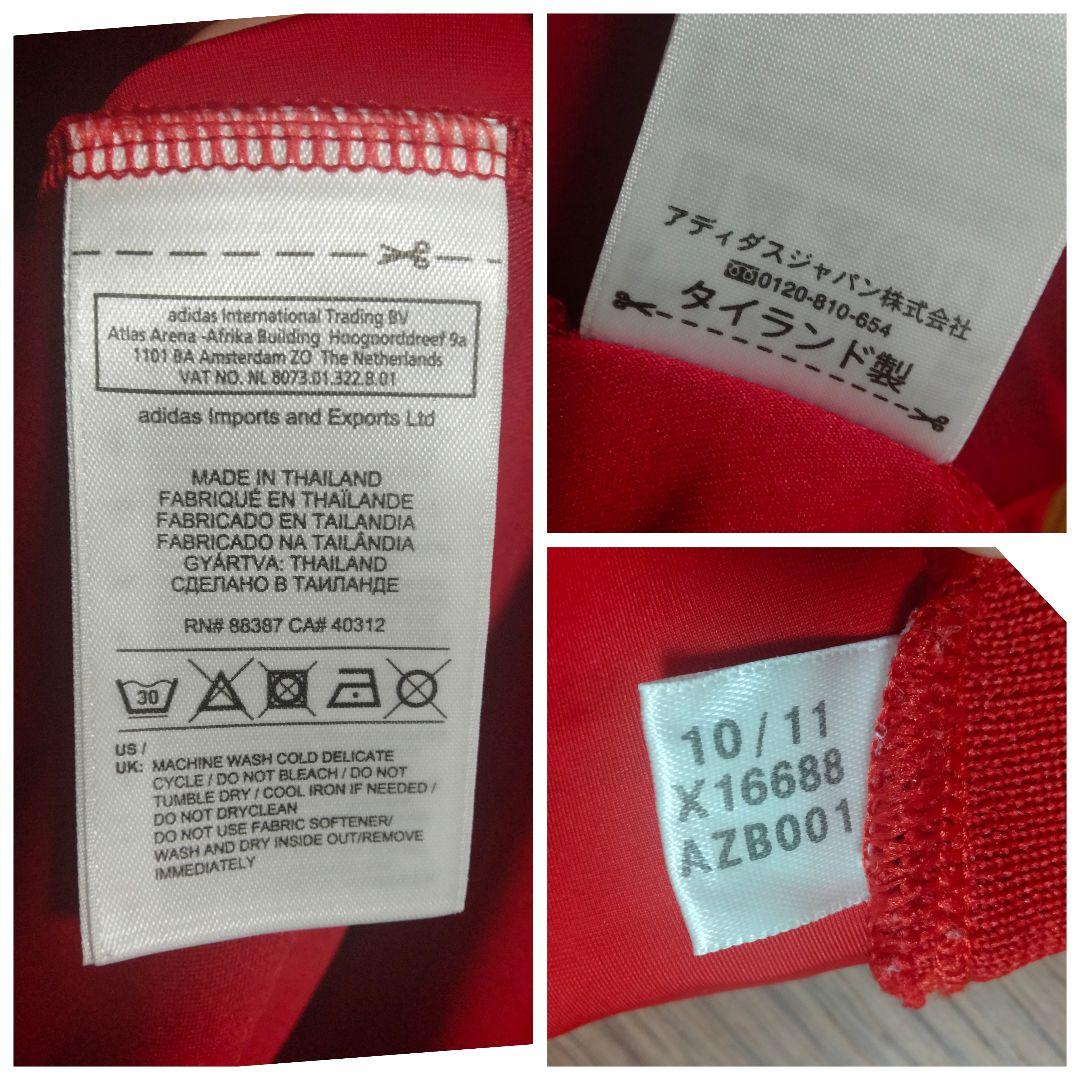 adidas International Trading BV
Atlas Arena -Afrika Building Hoogoorddreef 9a
1101 BA Amsterdam ZO The Netherlands
VAT NO. NL 8073.01.322.B.01
adidas Imports and Exports Ltd
MADE IN THAILAND
FABRIQUÉ EN THAÏLANDE
FABRICADO EN TAILANDIA
FABRICADO NA TAILÂNDIA
GYÁRTVA: THAILAND
СДЕЛАНО В ТАИЛАНДЕ
RN# 88387 CA# 40312
30
US /
UK: MACHINE WASH COLD DELICATE
CYCLE / DO NOT BLEACH / DO NOT
TUMBLE DRY / COOL IRON IF NEEDED /
DO NOT DRYCLEAN
DO NOT USE FABRIC SOFTENER/
WASH AND DRY INSIDE OUT/REMOVE
IMMEDIATELY
アディダスジャパン株式会社
0120-810-654
タイランド製
10/11
X16688
AZB001